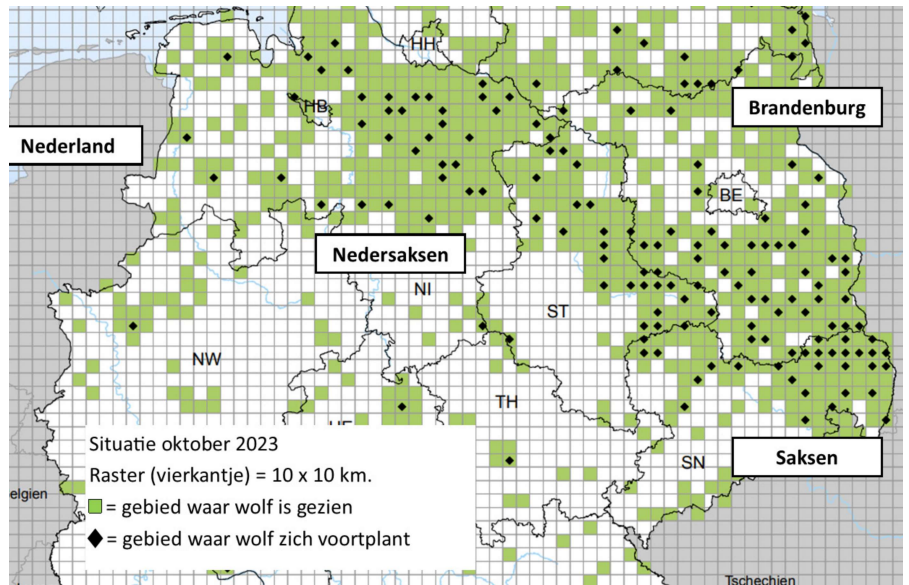 HH
Brandenburg
HB
Nederland
BE
Nedersaksen
NI
ST
NW
TH
Situatie oktober 2023
Raster (vierkantje) = 10 x 10 km.
= gebied waar wolf is gezien
= gebied waar wolf zich voortplant
SN
Saksen
elgien
Tschechien